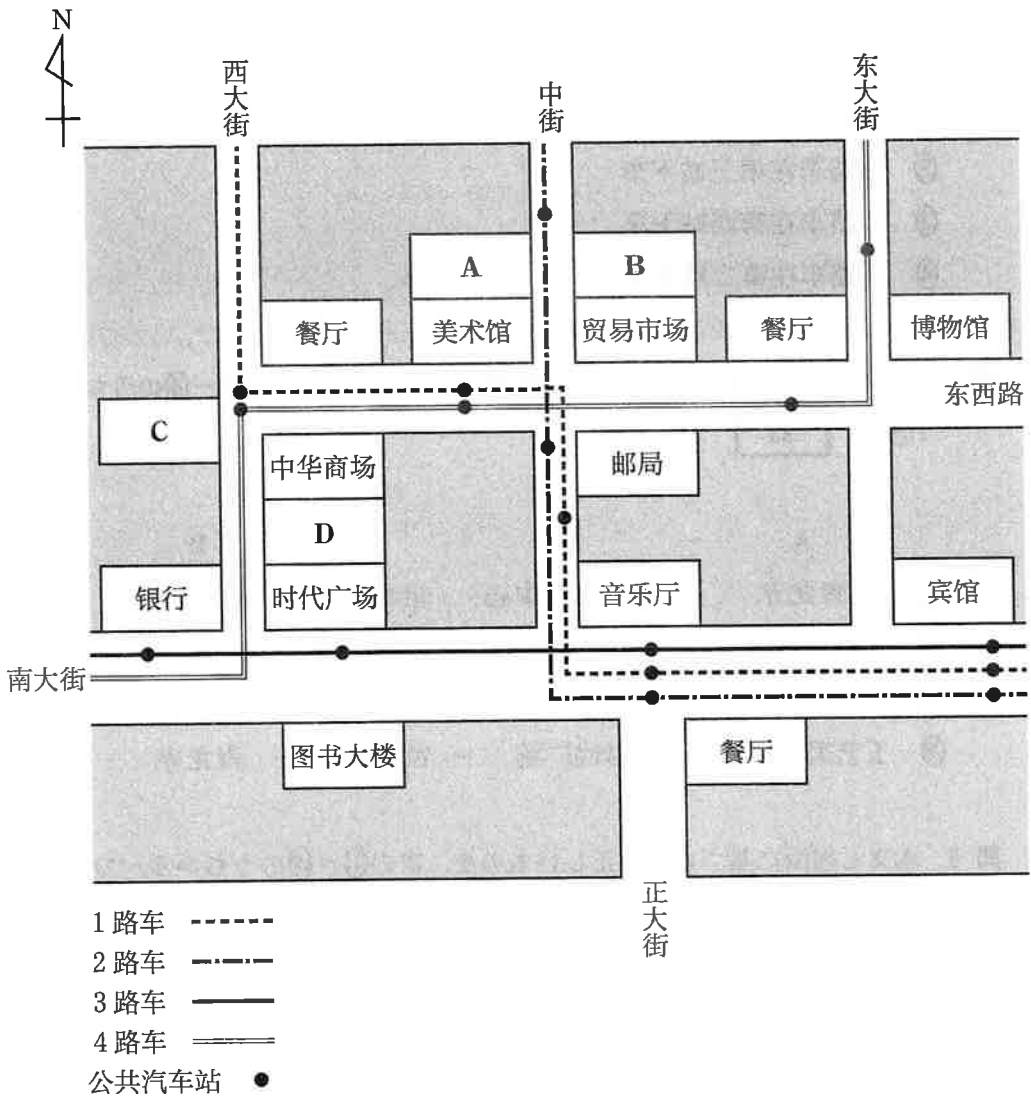 N
西大街
中街
东大街
A
B
餐厅
美术馆
贸易市场
餐厅
博物馆
东西路
C
中华商场
邮局
D
银行
时代广场
音乐厅
宾馆
南大街
图书大楼
餐厅
正大街
1 路车
2 路车
3 路车
4 路车
公共汽车站